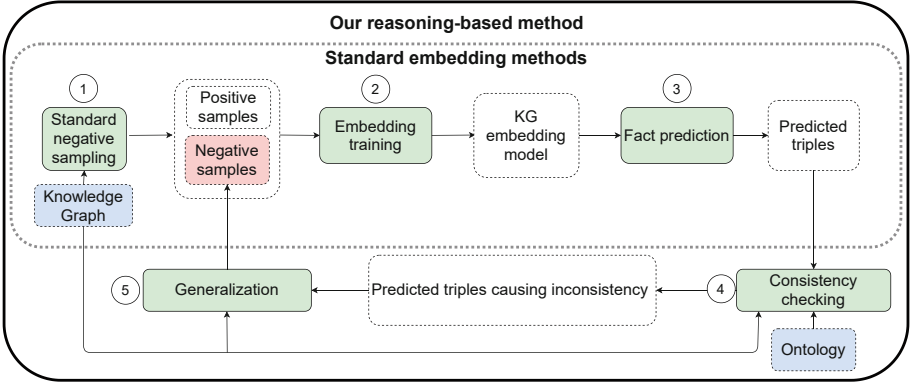 Our reasoning-based method
Standard embedding methods
1
2
3
Standard
negative
sampling
Positive
samples
Negative
samples
Embedding
training
KG
embedding
model
Fact prediction
Predicted
triples
Knowledge
Graph
5
Generalization
Predicted triples causing inconsistency
4
Consistency
checking
Ontology